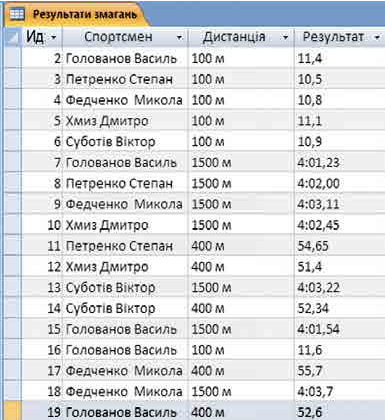 Результати змагань
Ид Спортсмен Дистанція Результат
2 Голованов Василь 100 м 11,4
3 Петренко Степан 100 м 10,5
4 Федченко Микола 100 м 10,8
5 Хмиз Дмитро 100 м 11,1
6 Суботів Віктор 100 м 10,9
7 Голованов Василь 1500 м 4:01,23
8 Петренко Степан 1500 м 4:02,00
9 Федченко Микола 1500 м 4:03,11
10 Хмиз Дмитро 1500 м 4:02,45
11 Петренко Степан 400 м 54,65
12 Хмиз Дмитро 400 м 51,4
13 Суботів Віктор 1500 м 4:03,22
14 Суботів Віктор 400 м 52,34
15 Голованов Василь 1500 м 4:01,54
16 Голованов Василь 100 м 11,6
17 Федченко Микола 400 м 55,7
18 Федченко Микола 1500 м 4:03,7
19 Голованов Василь 400 м 52,6